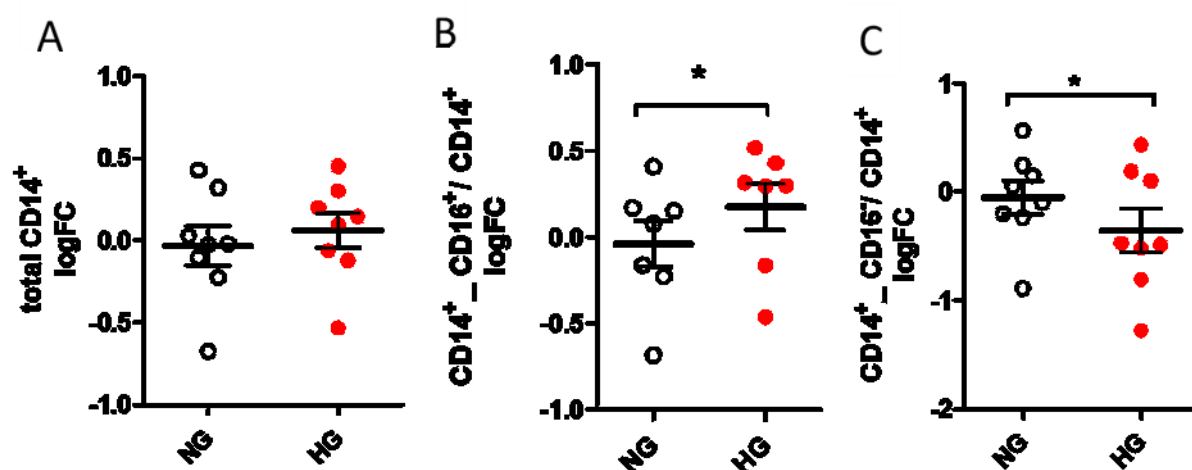 A
total CD14⁺
logFC
1.0
0.5
0.0
-0.5
-1.0
NG
HG
B
CD14⁺_ CD16⁺/ CD14⁺
logFC
1.0
0.5
0.0
-0.5
-1.0
*
NG
HG
C
CD14⁺_ CD16⁻/ CD14⁺
logFC
1
0
-1
-2
*
NG
HG